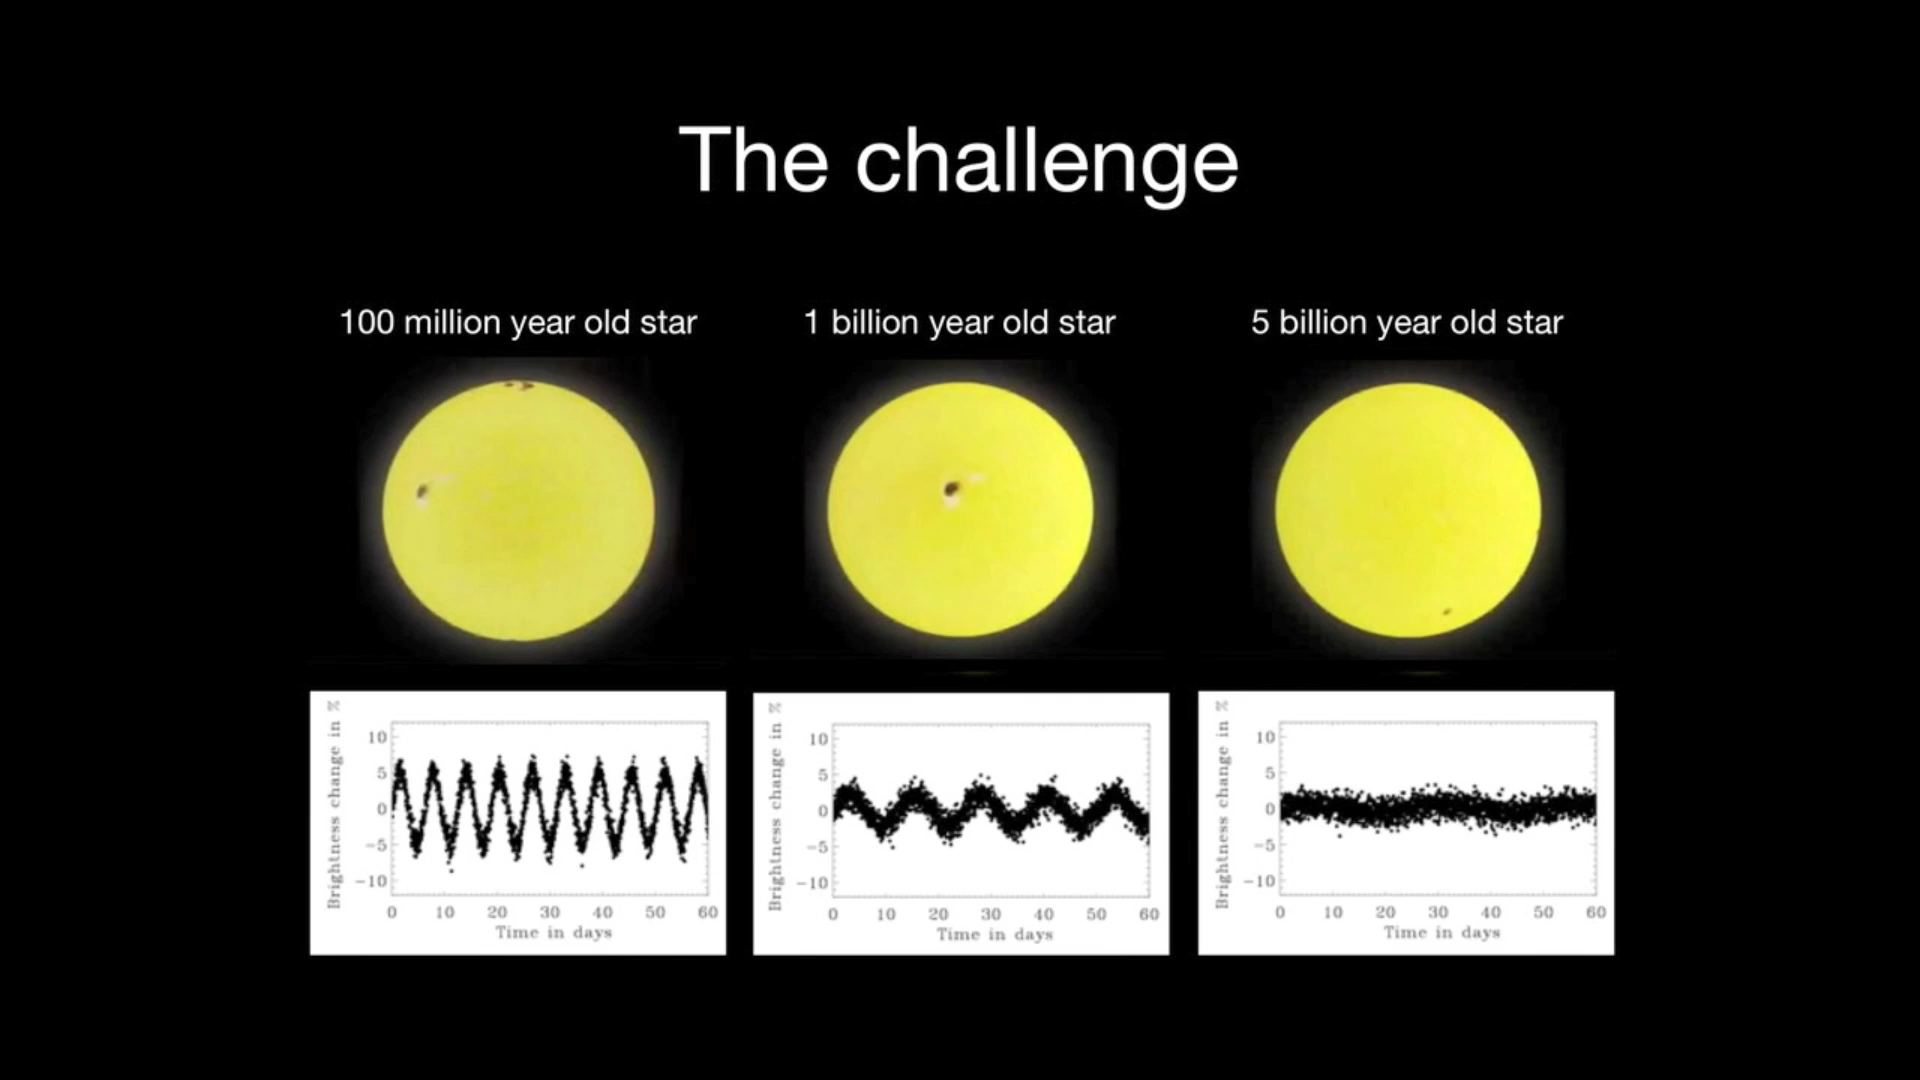 The challenge
100 million year old star
1 billion year old star
5 billion year old star
Brightness change in %
10
5
0
−5
−10
0 10 20 30 40 50 60
Time in days
Brightness change in %
10
5
0
−5
−10
0 10 20 30 40 50 60
Time in days
Brightness change in %
10
5
0
−5
−10
0 10 20 30 40 50 60
Time in days